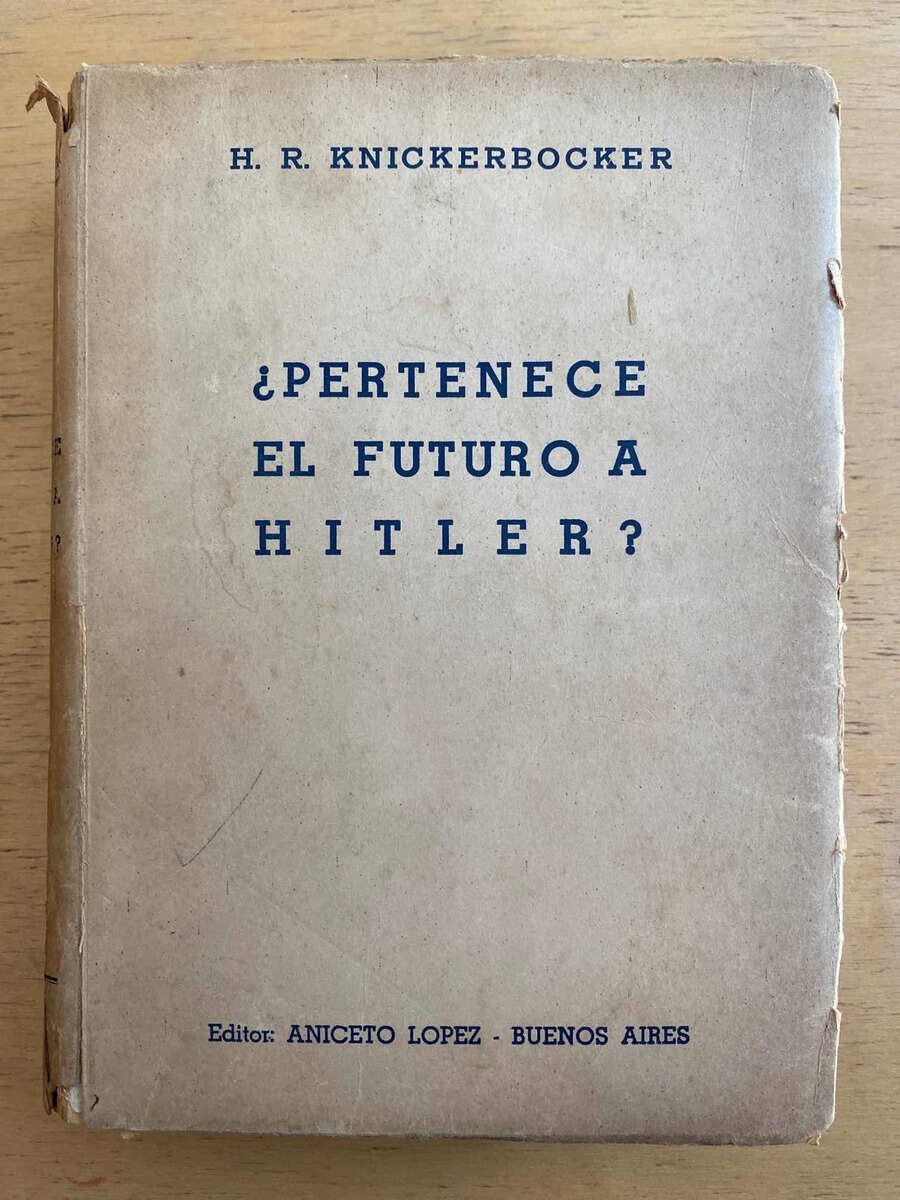 H. R. KNICKERBOCKER
¿PERTENECE
EL FUTURO A
HITLER?
Editor: ANICETO LOPEZ - BUENOS AIRES